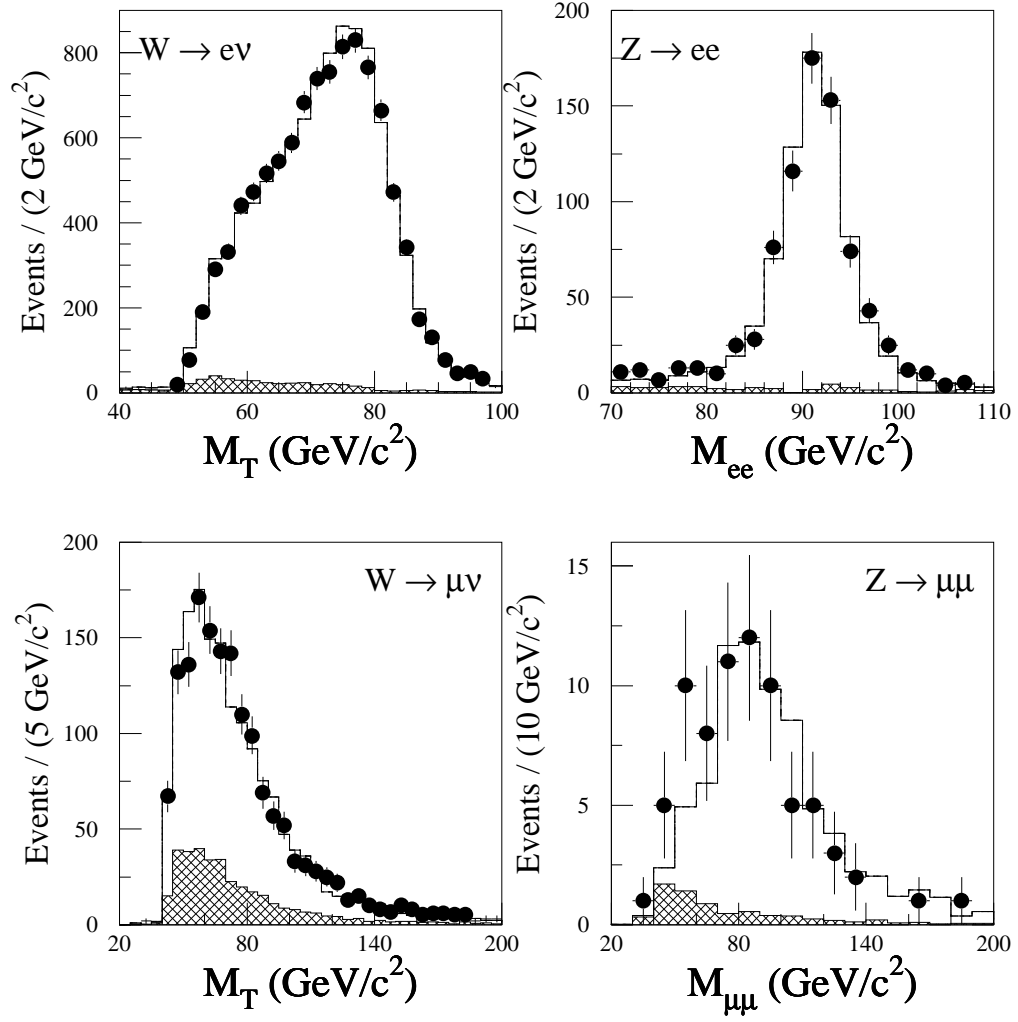 W → eν
Events / (2 GeV/c²)
800
600
400
200
0
40 60 80 100
M_T (GeV/c²)
Z → ee
Events / (2 GeV/c²)
200
150
100
50
0
70 80 90 100 110
M_ee (GeV/c²)
W → μν
Events / (5 GeV/c²)
200
150
100
50
0
20 80 140 200
M_T (GeV/c²)
Z → μμ
Events / (10 GeV/c²)
15
10
5
0
20 80 140 200
M_μμ (GeV/c²)